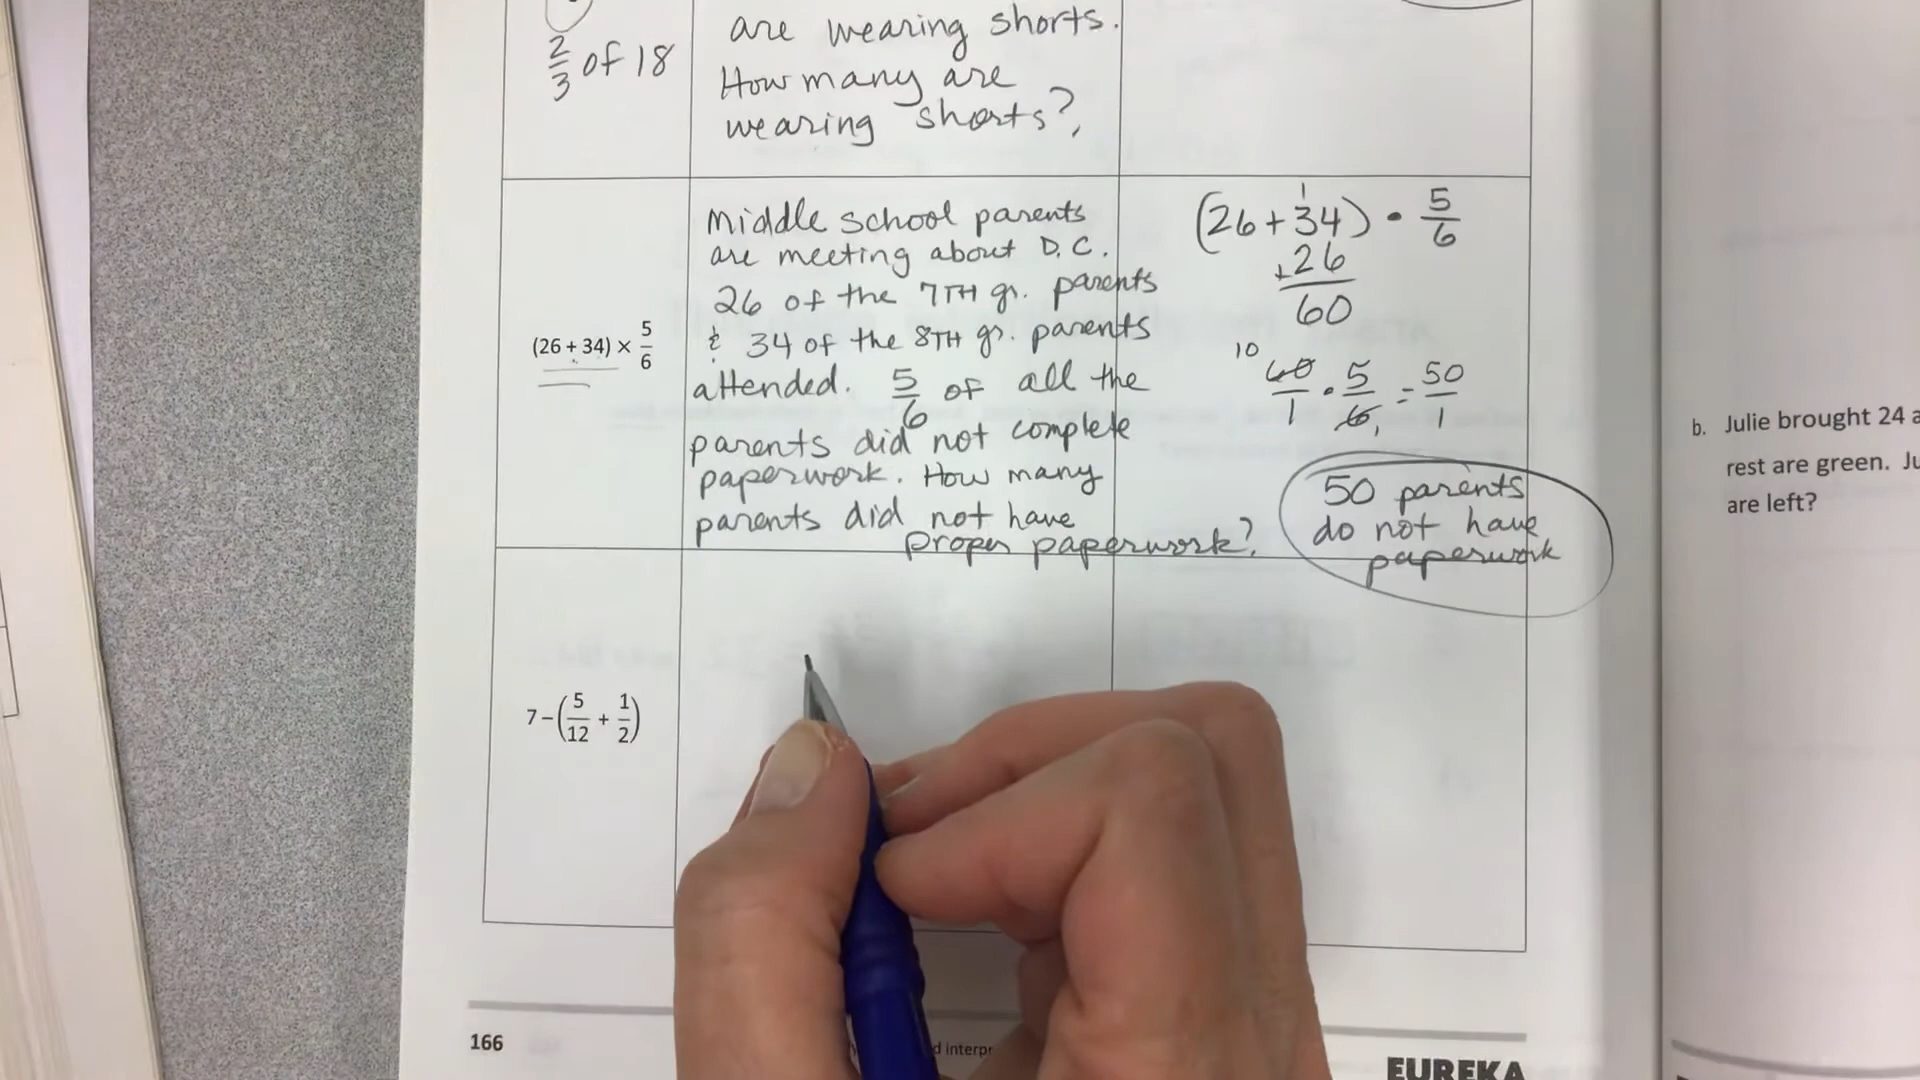 2/3 of 18
are wearing shorts.
How many are
wearing shorts?
(26 + 34) × 5/6
Middle school parents
are meeting about D.C.
26 of the 7TH gr. parents
& 34 of the 8TH gr. parents
attended. 5/6 of all the
parents did not complete
paperwork. How many
parents did not have
proper paperwork?
1
(26 + 34) • 5/6
+26
60
10
60/1 • 5/6 = 50/1
1
50 parents
do not have
paperwork
7 – (5/12 + 1/2)
166
d interpr
EUREKA
b. Julie brought 24 a
rest are green. Ju
are left?